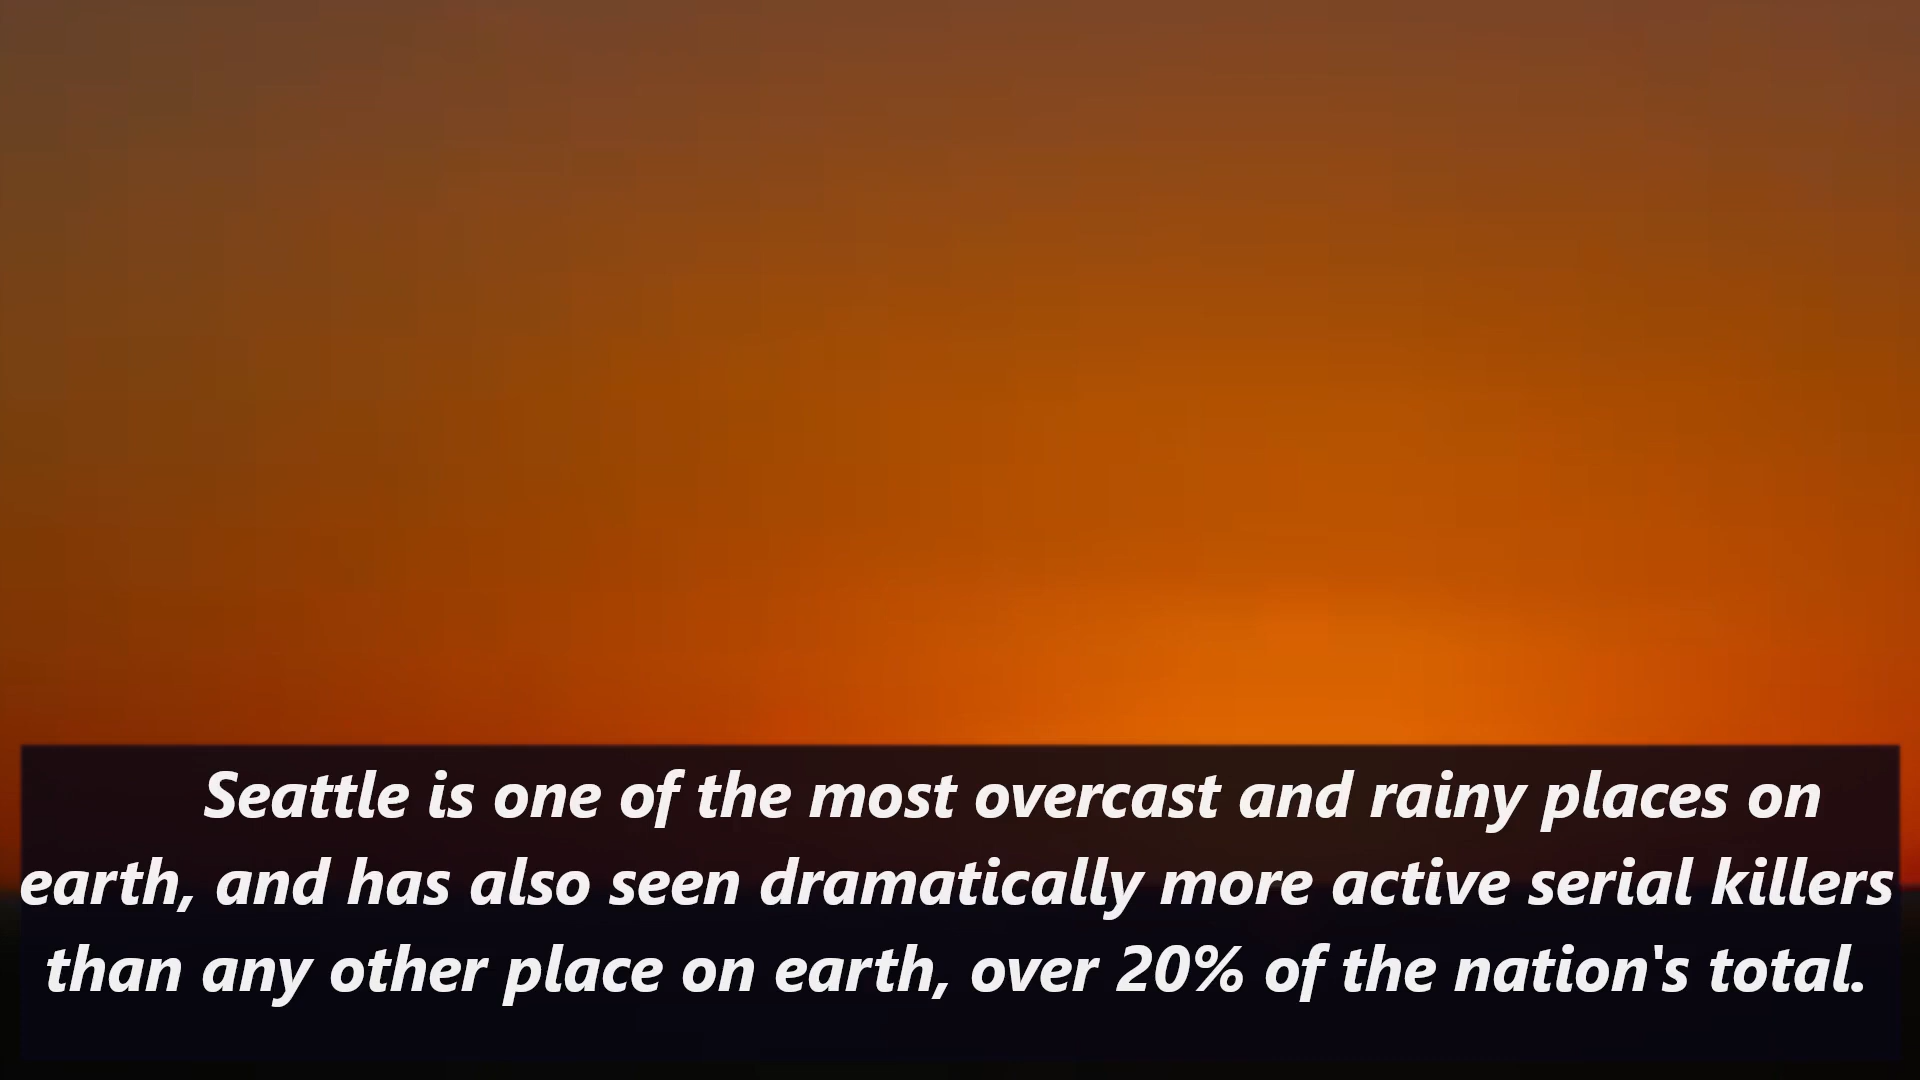 Seattle is one of the most overcast and rainy places on
earth, and has also seen dramatically more active serial killers
than any other place on earth, over 20% of the nation's total.